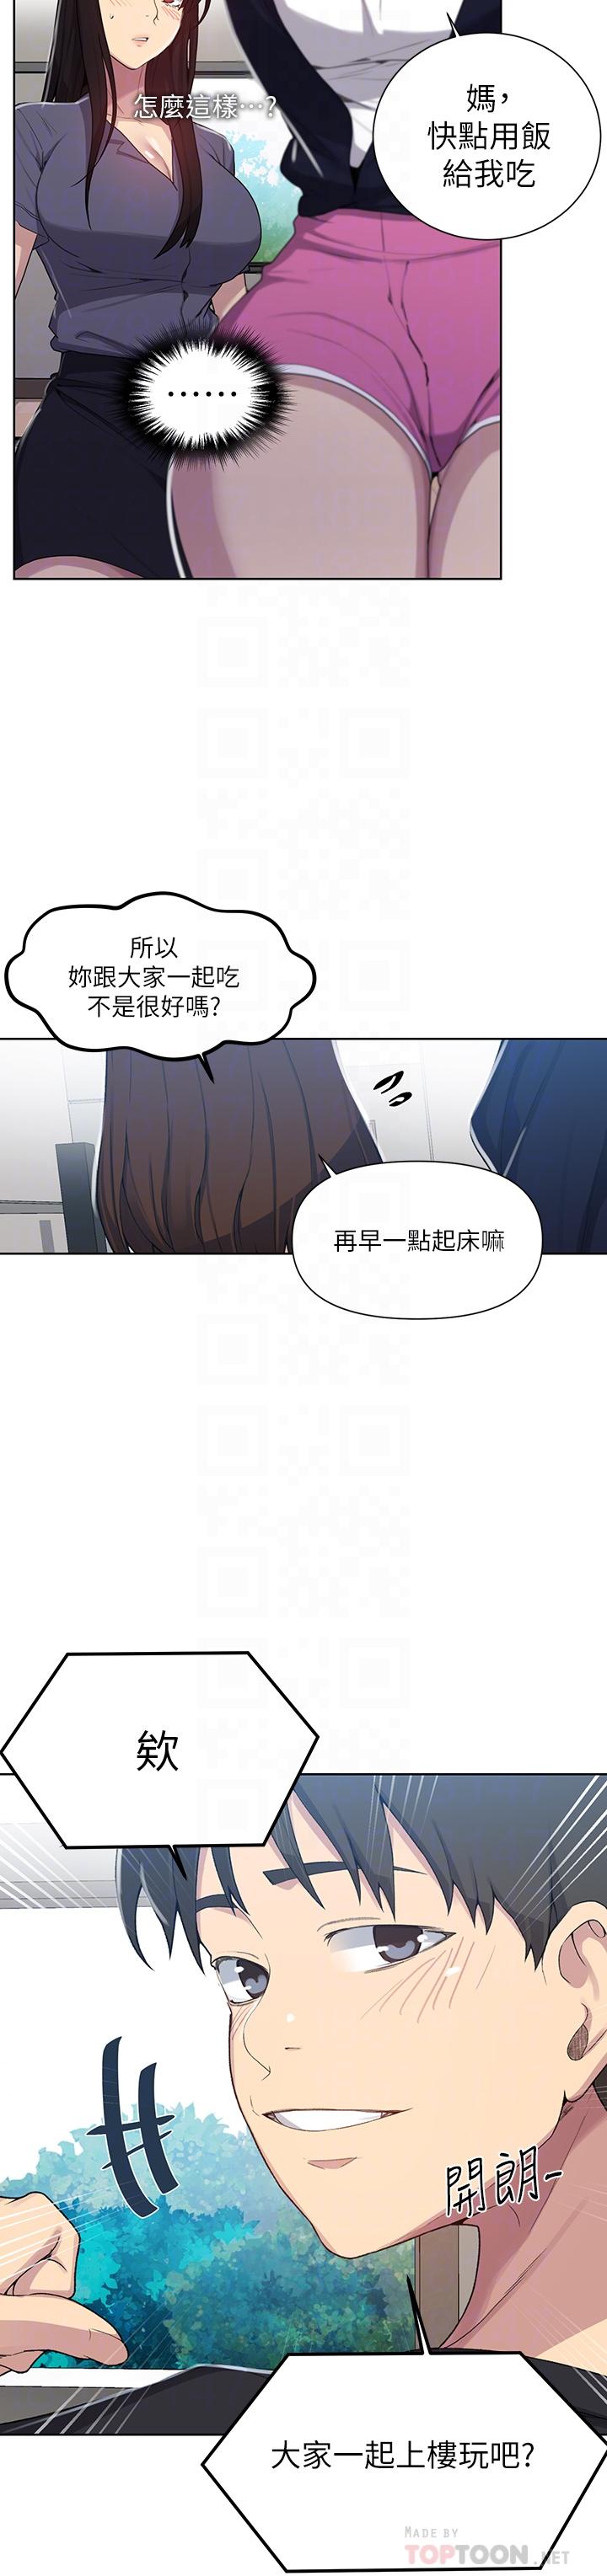 怎麼這樣…?
媽，
快點用飯
給我吃
……
所以
妳跟大家一起吃
不是很好嗎?
再早一點起床嘛
欸
開朗-
大家一起上樓玩吧?
MADE BY
TOPTOON.NET